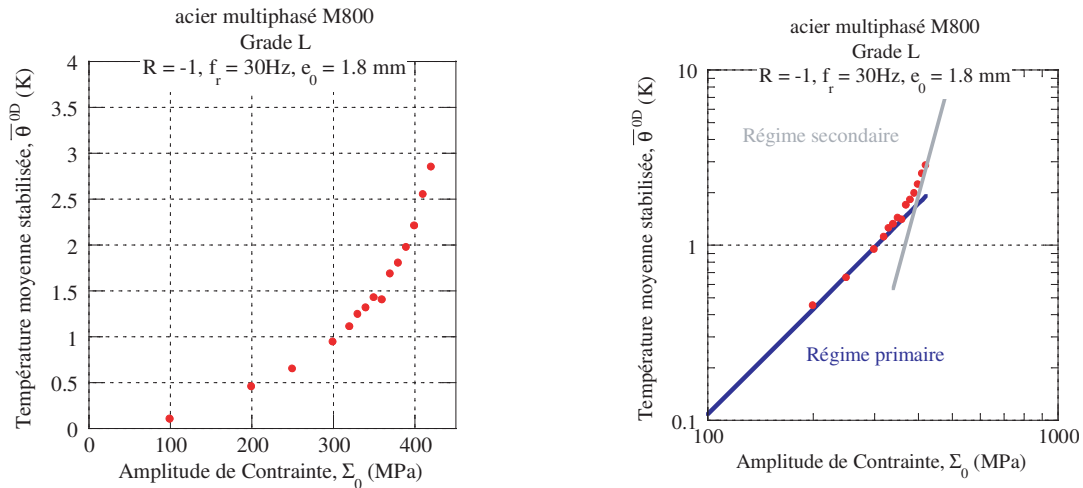 acier multiphasé M800
Grade L
R = -1, f_r = 30Hz, e_0 = 1.8 mm
Température moyenne stabilisée, θ̄^0D (K)
4
3.5
3
2.5
2
1.5
1
0.5
0
0 100 200 300 400
Amplitude de Contrainte, Σ_0 (MPa)
acier multiphasé M800
Grade L
R = -1, f_r = 30Hz, e_0 = 1.8 mm
Température moyenne stabilisée, θ̄^0D (K)
10
Régime secondaire
1
Régime primaire
0.1
100 1000
Amplitude de Contrainte, Σ_0 (MPa)